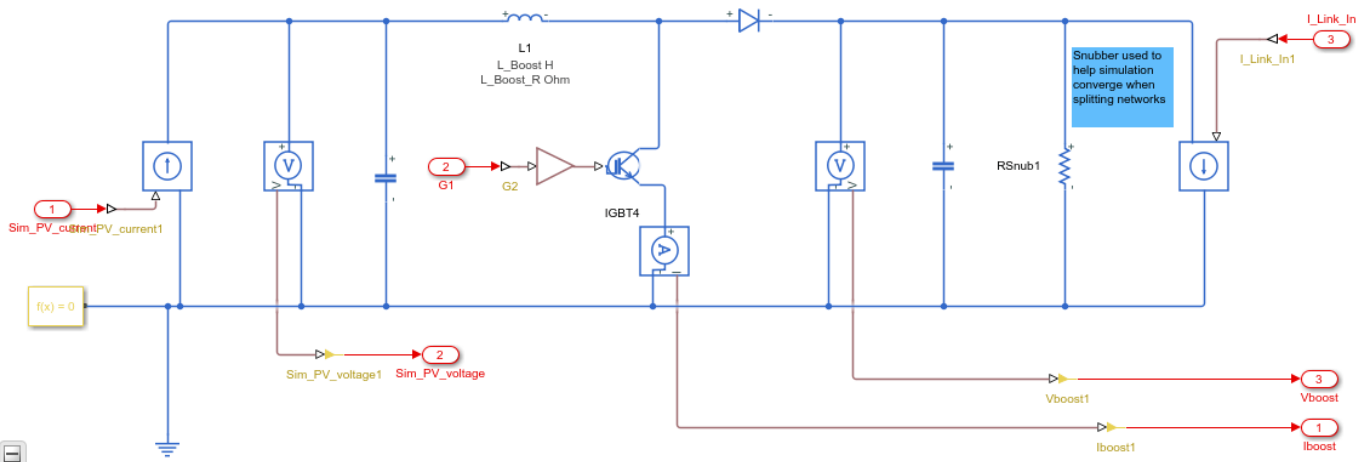 I_Link_In
3
I_Link_In1
+
-
+
-
L1
L_Boost H
L_Boost_R Ohm
Snubber used to
help simulation
converge when
splitting networks
+
V
V
+
-
2
G1
G2
+
V
V
+
-
RSnub1
+
-
1
Sim_PV_current
Sim_PV_current1
IGBT4
+
A
I
f(x) = 0
Sim_PV_voltage1
2
Sim_PV_voltage
Vboost1
3
Vboost
Iboost1
1
Iboost